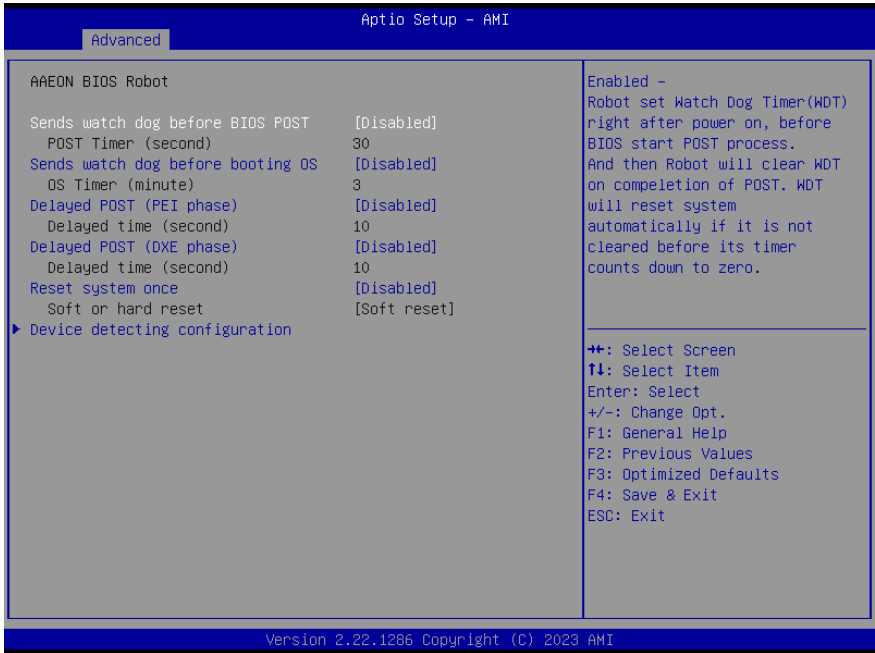 Aptio Setup – AMI
Advanced
AAEON BIOS Robot
Sends watch dog before BIOS POST [Disabled]
POST Timer (second) 30
Sends watch dog before booting OS [Disabled]
OS Timer (minute) 3
Delayed POST (PEI phase) [Disabled]
Delayed time (second) 10
Delayed POST (DXE phase) [Disabled]
Delayed time (second) 10
Reset system once [Disabled]
Soft or hard reset [Soft reset]
Device detecting configuration
Enabled –
Robot set Watch Dog Timer(WDT)
right after power on, before
BIOS start POST process.
And then Robot will clear WDT
on compeletion of POST. WDT
will reset system
automatically if it is not
cleared before its timer
counts down to zero.
→←: Select Screen
↑↓: Select Item
Enter: Select
+/-: Change Opt.
F1: General Help
F2: Previous Values
F3: Optimized Defaults
F4: Save & Exit
ESC: Exit
Version 2.22.1286 Copyright (C) 2023 AMI